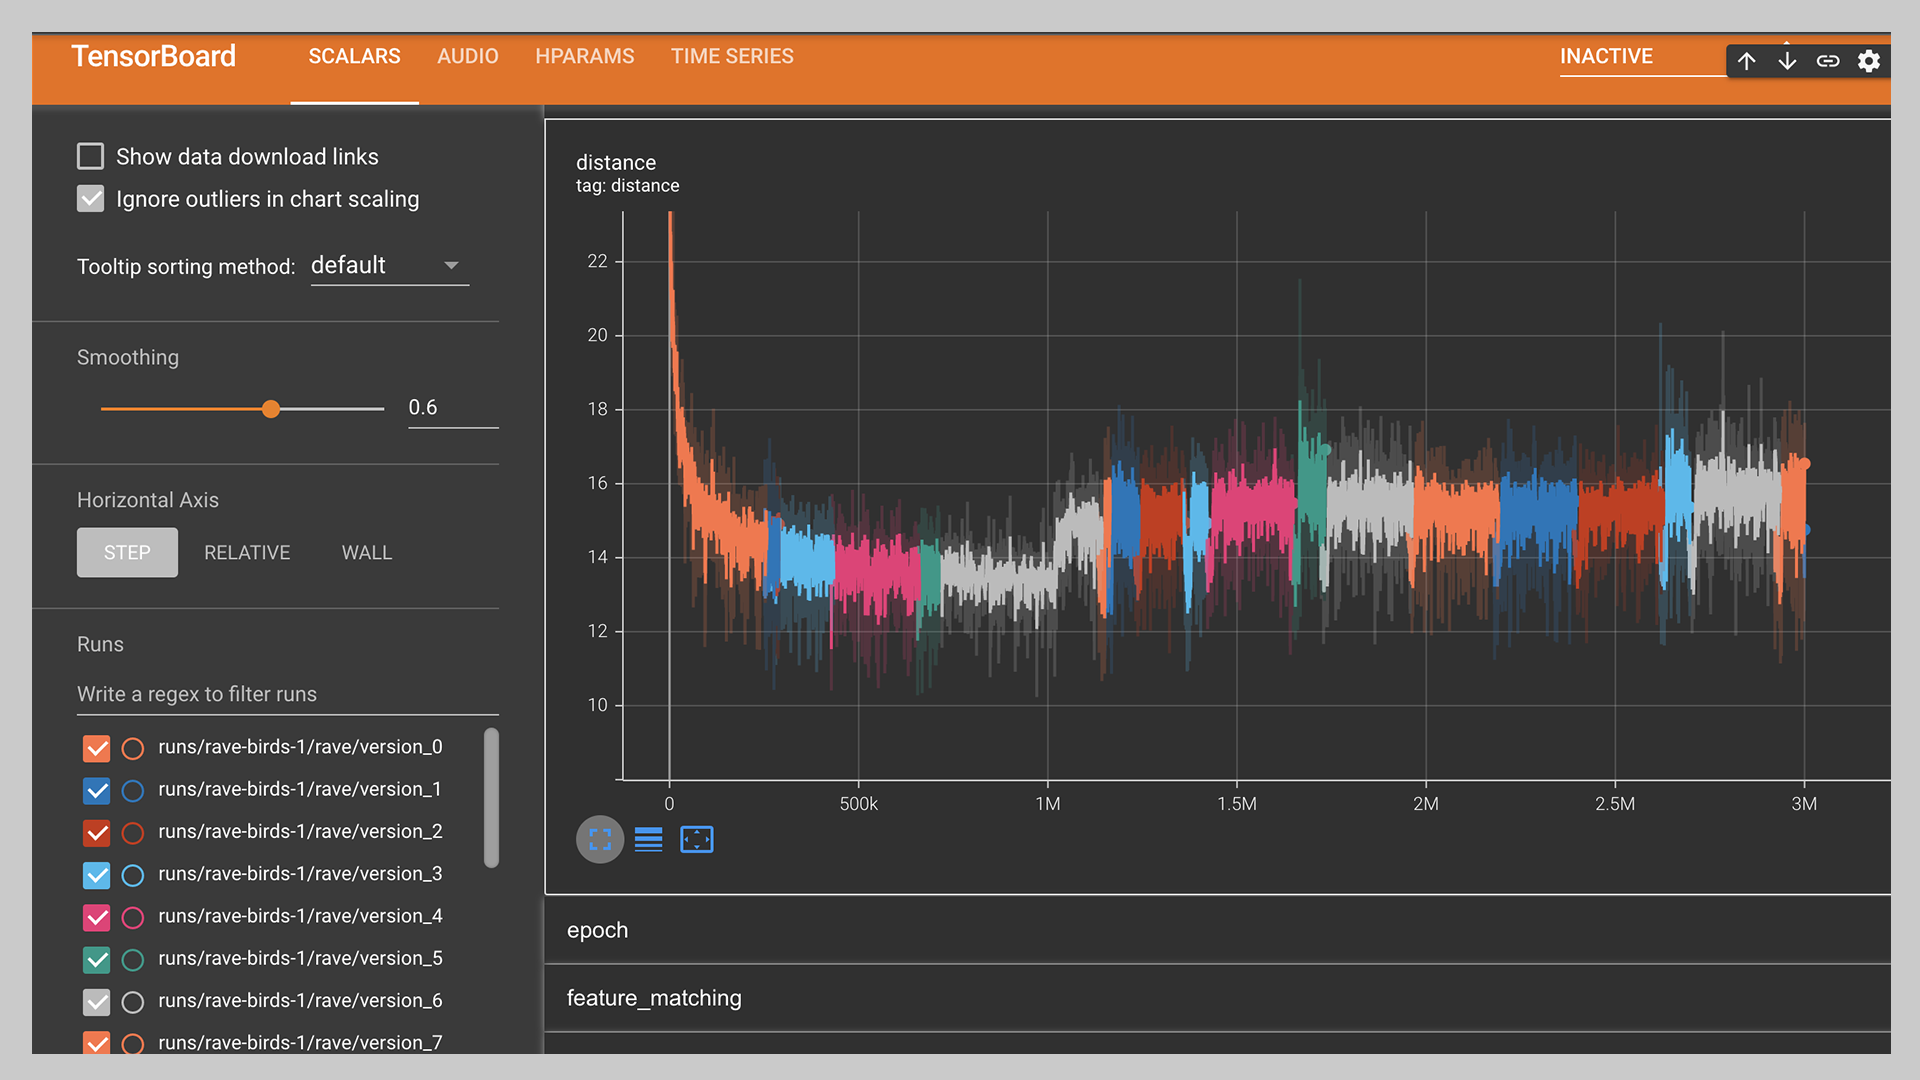 TensorBoard
SCALARS
AUDIO
HPARAMS
TIME SERIES
INACTIVE
Show data download links
Ignore outliers in chart scaling
Tooltip sorting method:
default
Smoothing
0.6
Horizontal Axis
STEP
RELATIVE
WALL
Runs
Write a regex to filter runs
runs/rave-birds-1/rave/version_0
runs/rave-birds-1/rave/version_1
runs/rave-birds-1/rave/version_2
runs/rave-birds-1/rave/version_3
runs/rave-birds-1/rave/version_4
runs/rave-birds-1/rave/version_5
runs/rave-birds-1/rave/version_6
runs/rave-birds-1/rave/version_7
distance
tag: distance
22
20
18
16
14
12
10
0
500k
1M
1.5M
2M
2.5M
3M
epoch
feature_matching